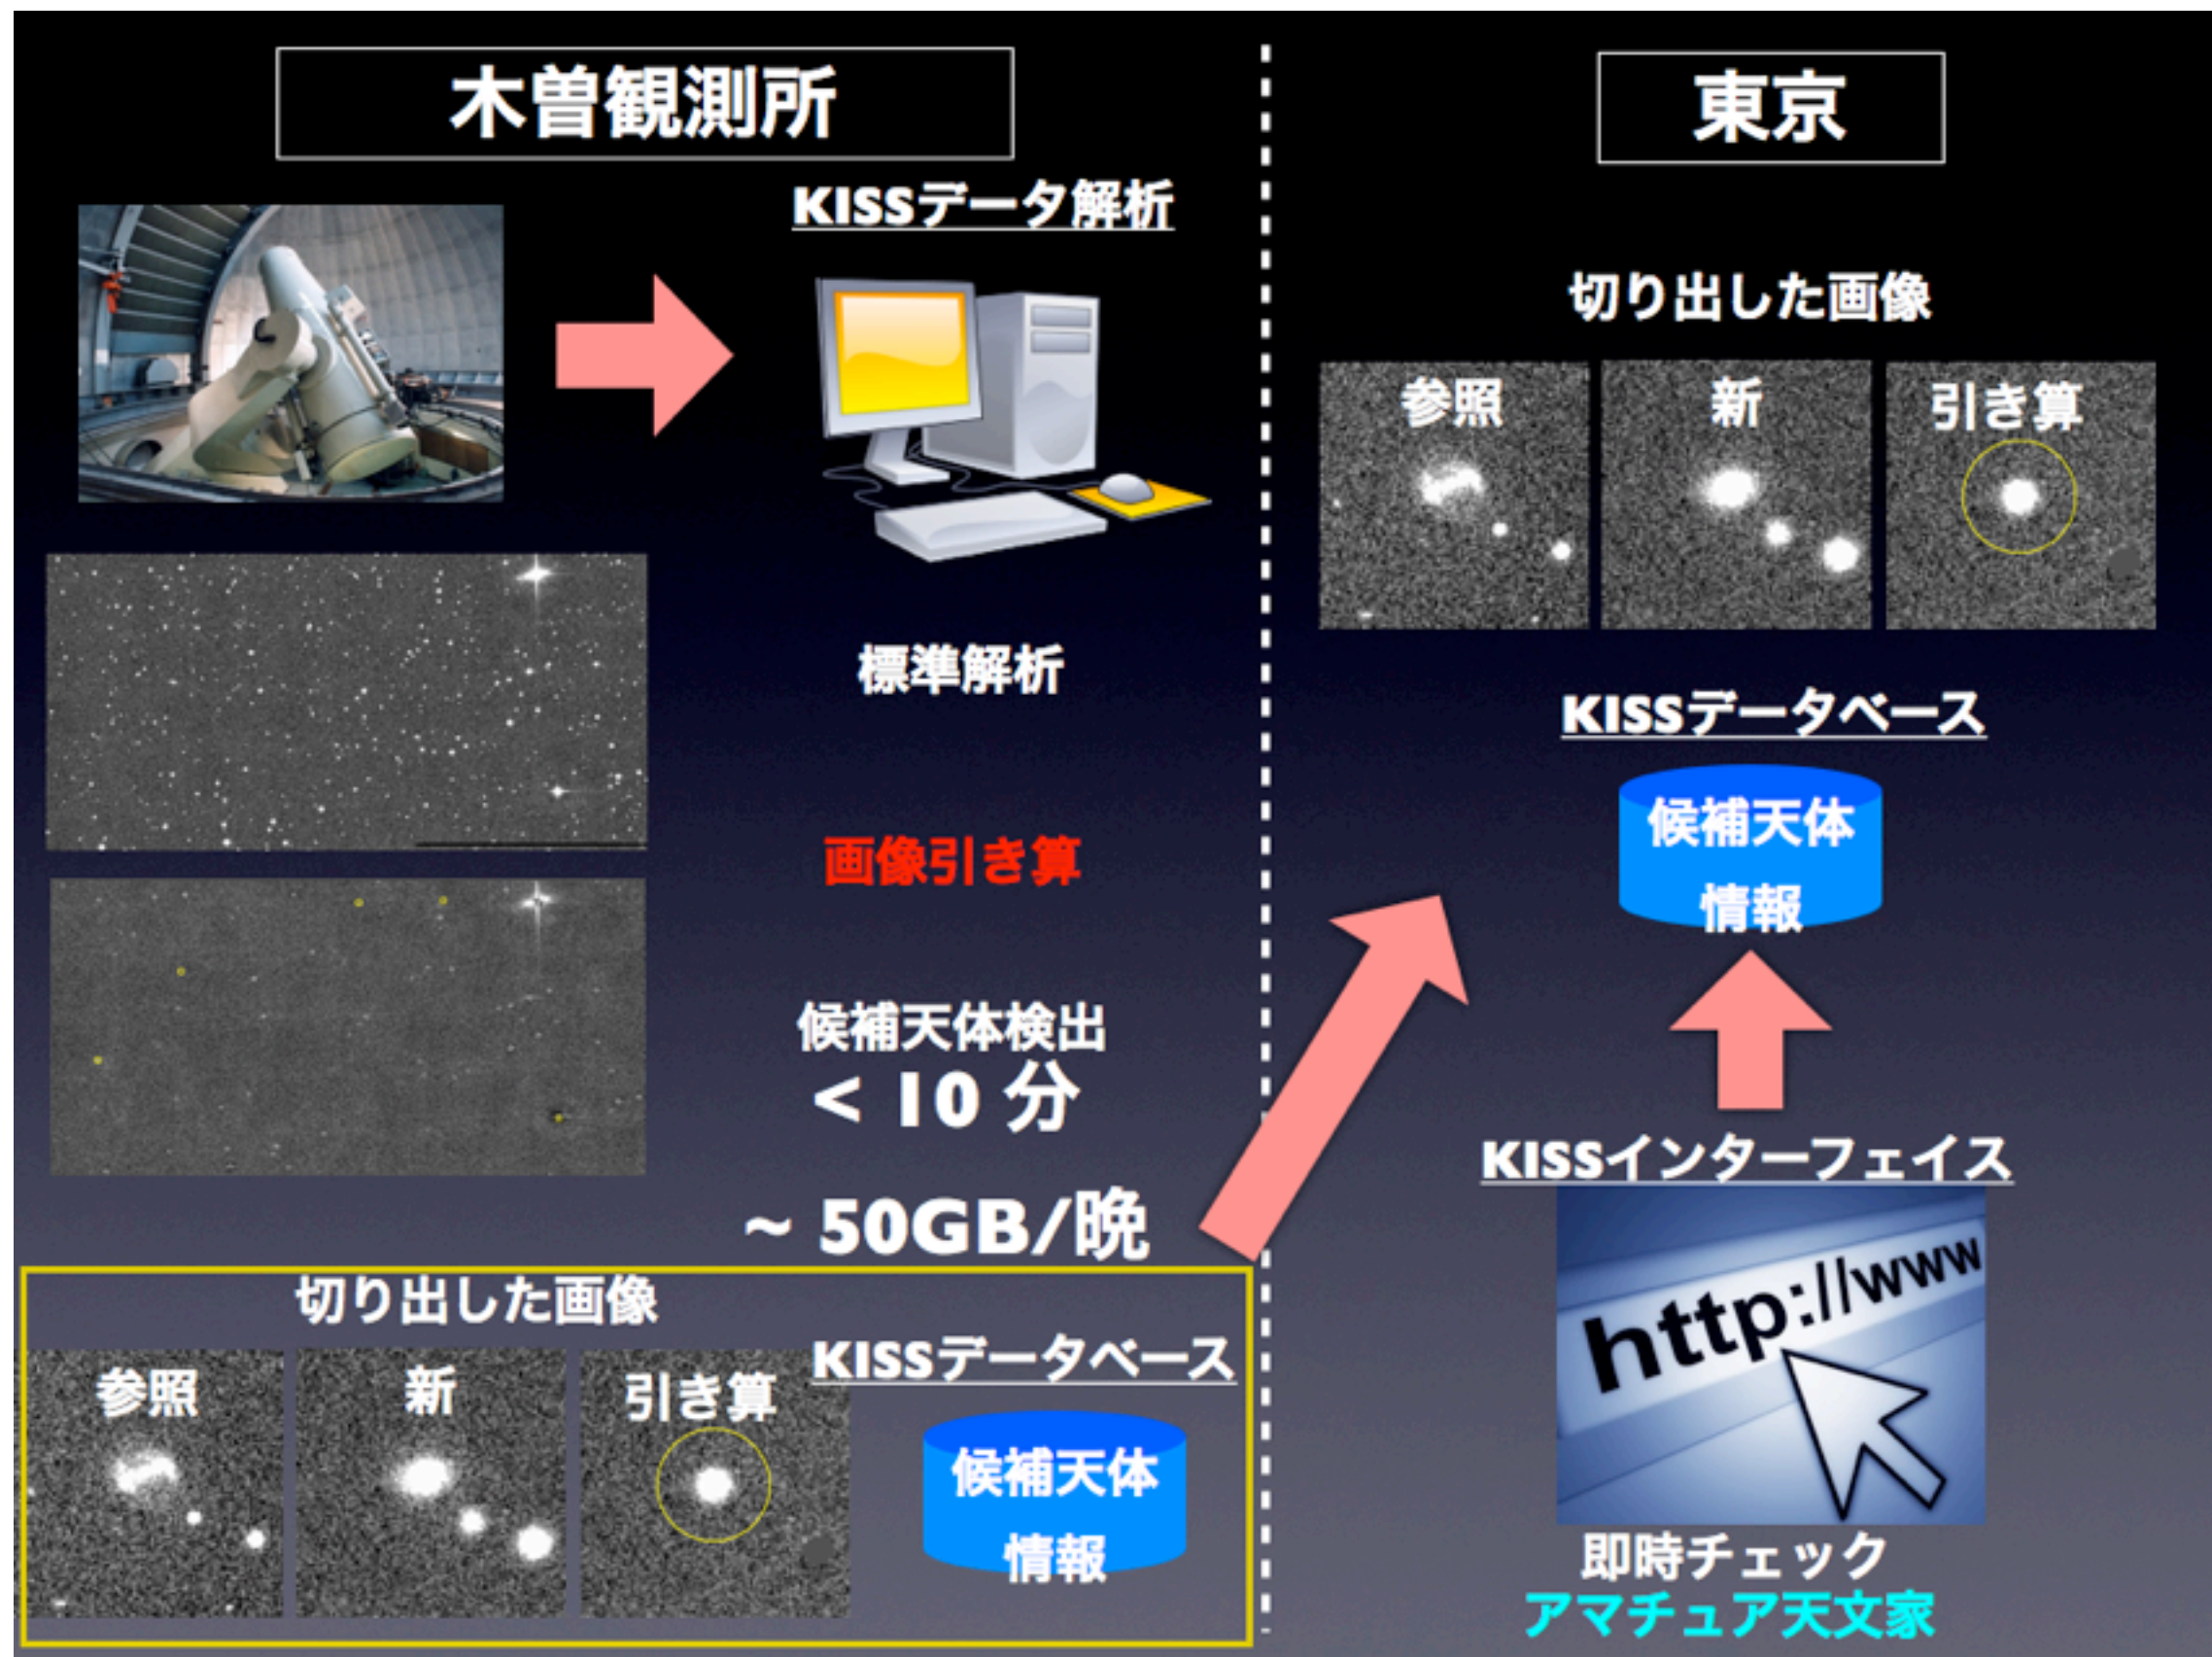 木曽観測所
KISSデータ解析
標準解析
画像引き算
候補天体検出
< 10 分
~ 50GB/晩
切り出した画像
参照
新
引き算
KISSデータベース
候補天体
情報
東京
切り出した画像
参照
新
引き算
KISSデータベース
候補天体
情報
KISSインターフェイス
http://www
即時チェック
アマチュア天文家